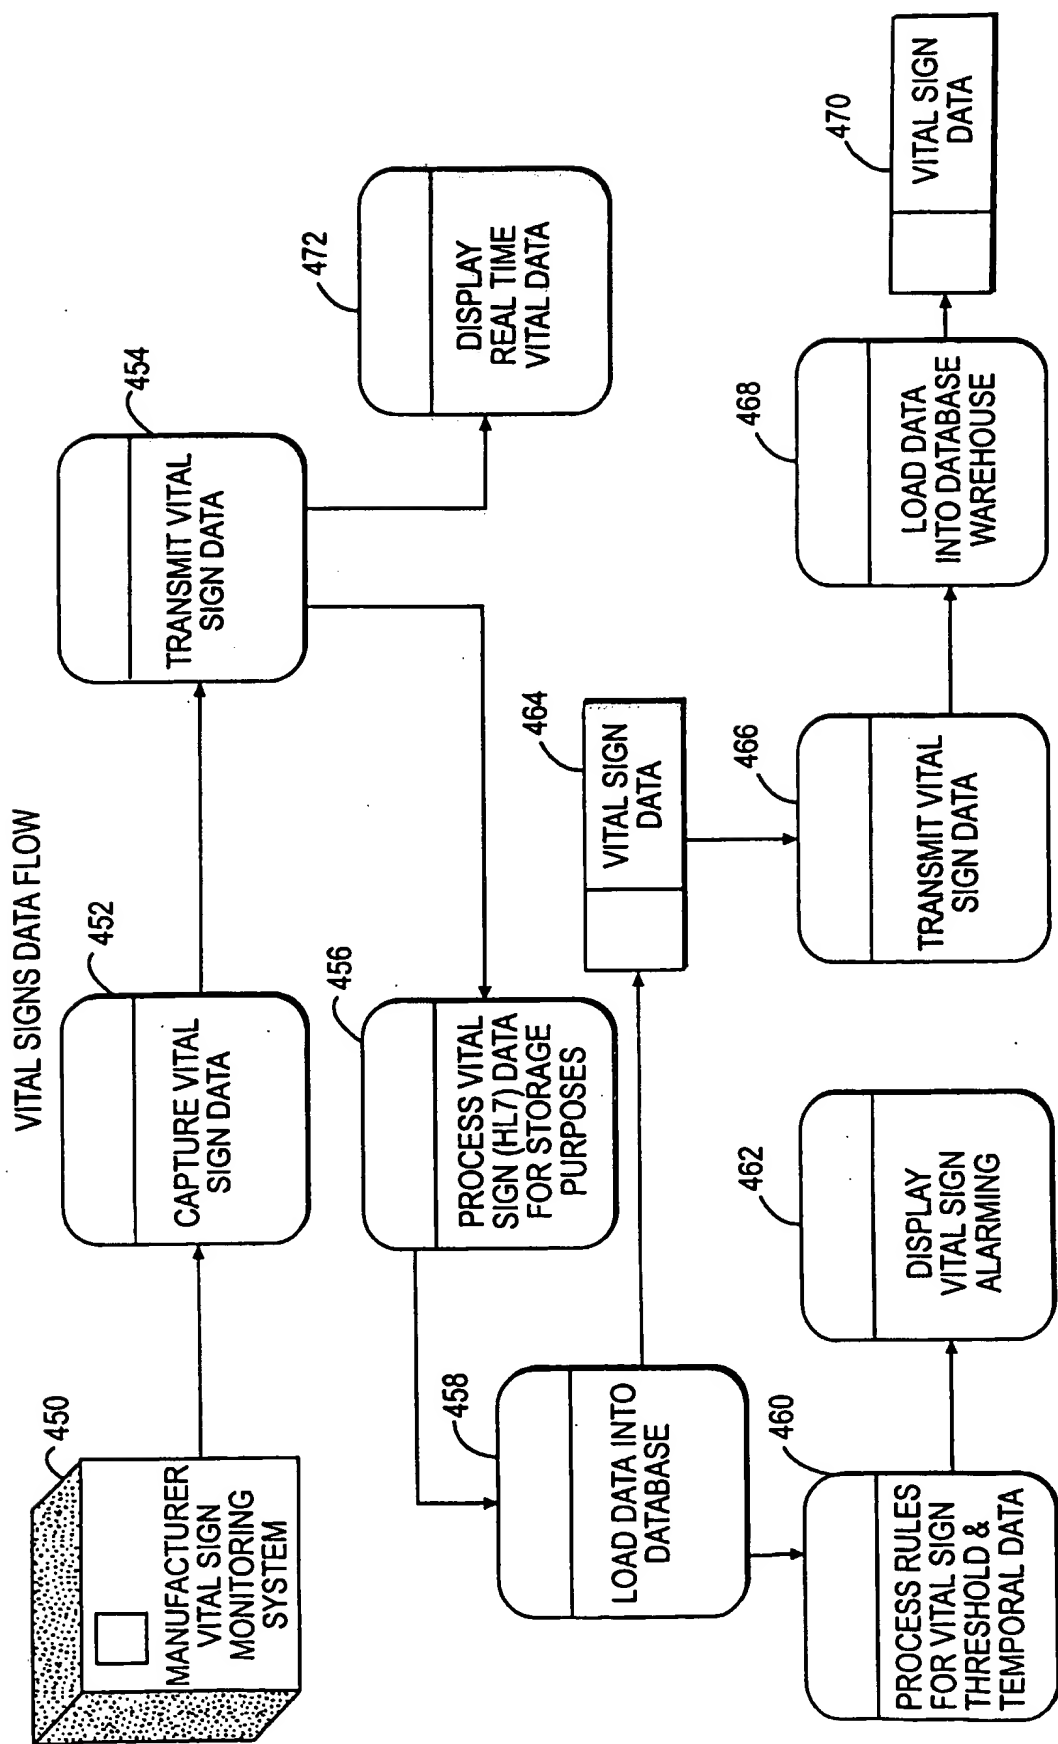 VITAL SIGNS DATA FLOW
450
MANUFACTURER
VITAL SIGN
MONITORING
SYSTEM
452
CAPTURE VITAL
SIGN DATA
454
TRANSMIT VITAL
SIGN DATA
472
DISPLAY
REAL TIME
VITAL DATA
456
PROCESS VITAL
SIGN (HL7) DATA
FOR STORAGE
PURPOSES
458
LOAD DATA INTO
DATABASE
464
VITAL SIGN
DATA
460
PROCESS RULES
FOR VITAL SIGN
THRESHOLD &
TEMPORAL DATA
462
DISPLAY
VITAL SIGN
ALARMING
466
TRANSMIT VITAL
SIGN DATA
468
LOAD DATA
INTO DATABASE
WAREHOUSE
470
VITAL SIGN
DATA